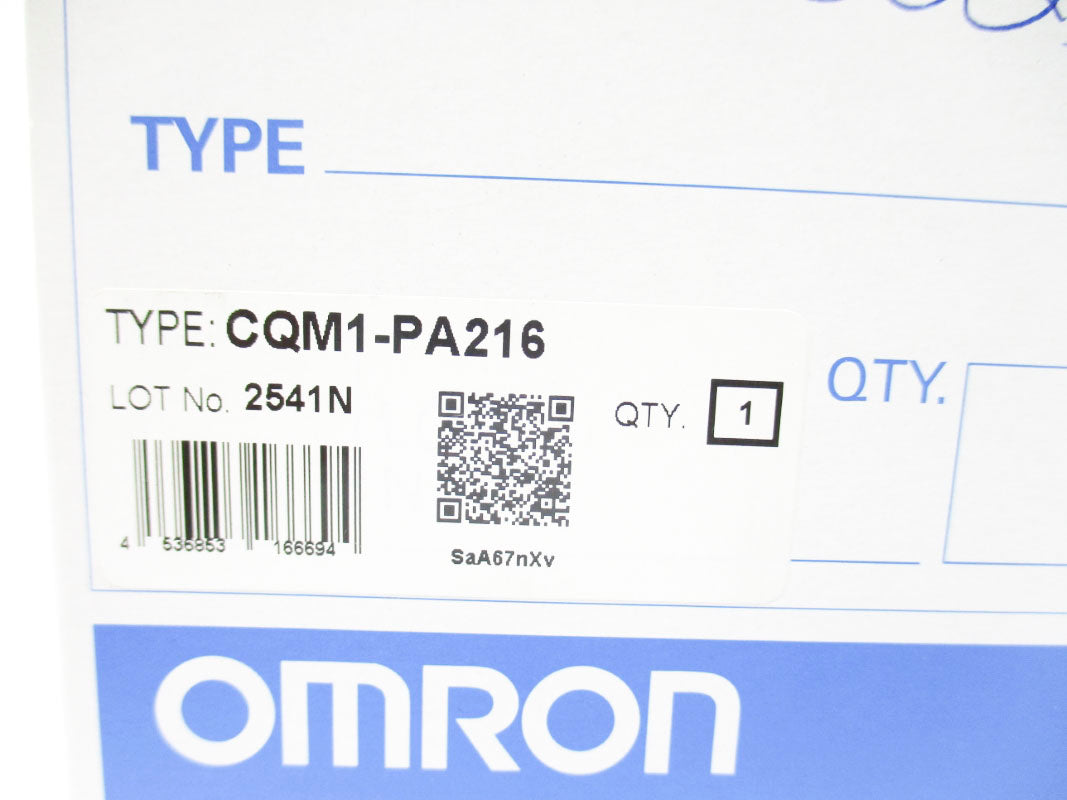 TYPE
TYPE: CQM1-PA216
LOT No. 2541N
QTY. 1
QTY.
4 536853 166694
SaA67nXv
OMRON